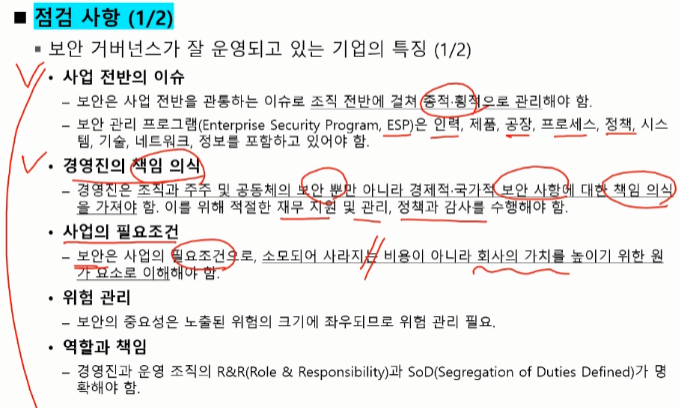 ■ 점검 사항 (1/2)
▪ 보안 거버넌스가 잘 운영되고 있는 기업의 특징 (1/2)
• 사업 전반의 이슈
– 보안은 사업 전반을 관통하는 이슈로 조직 전반에 걸쳐 종적·횡적으로 관리해야 함.
– 보안 관리 프로그램(Enterprise Security Program, ESP)은 인력, 제품, 공장, 프로세스, 정책, 시스
템, 기술, 네트워크, 정보를 포함하고 있어야 함.
• 경영진의 책임 의식
– 경영진은 조직과 주주 및 공동체의 보안 뿐만 아니라 경제적·국가적 보안 사항에 대한 책임 의식
을 가져야 함. 이를 위해 적절한 재무 지원 및 관리, 정책과 감사를 수행해야 함.
• 사업의 필요조건
– 보안은 사업의 필요조건으로, 소모되어 사라지는 비용이 아니라 회사의 가치를 높이기 위한 원
가 요소로 이해해야 함.
• 위험 관리
– 보안의 중요성은 노출된 위험의 크기에 좌우되므로 위험 관리 필요.
• 역할과 책임
– 경영진과 운영 조직의 R&R(Role & Responsibility)과 SoD(Segregation of Duties Defined)가 명
확해야 함.